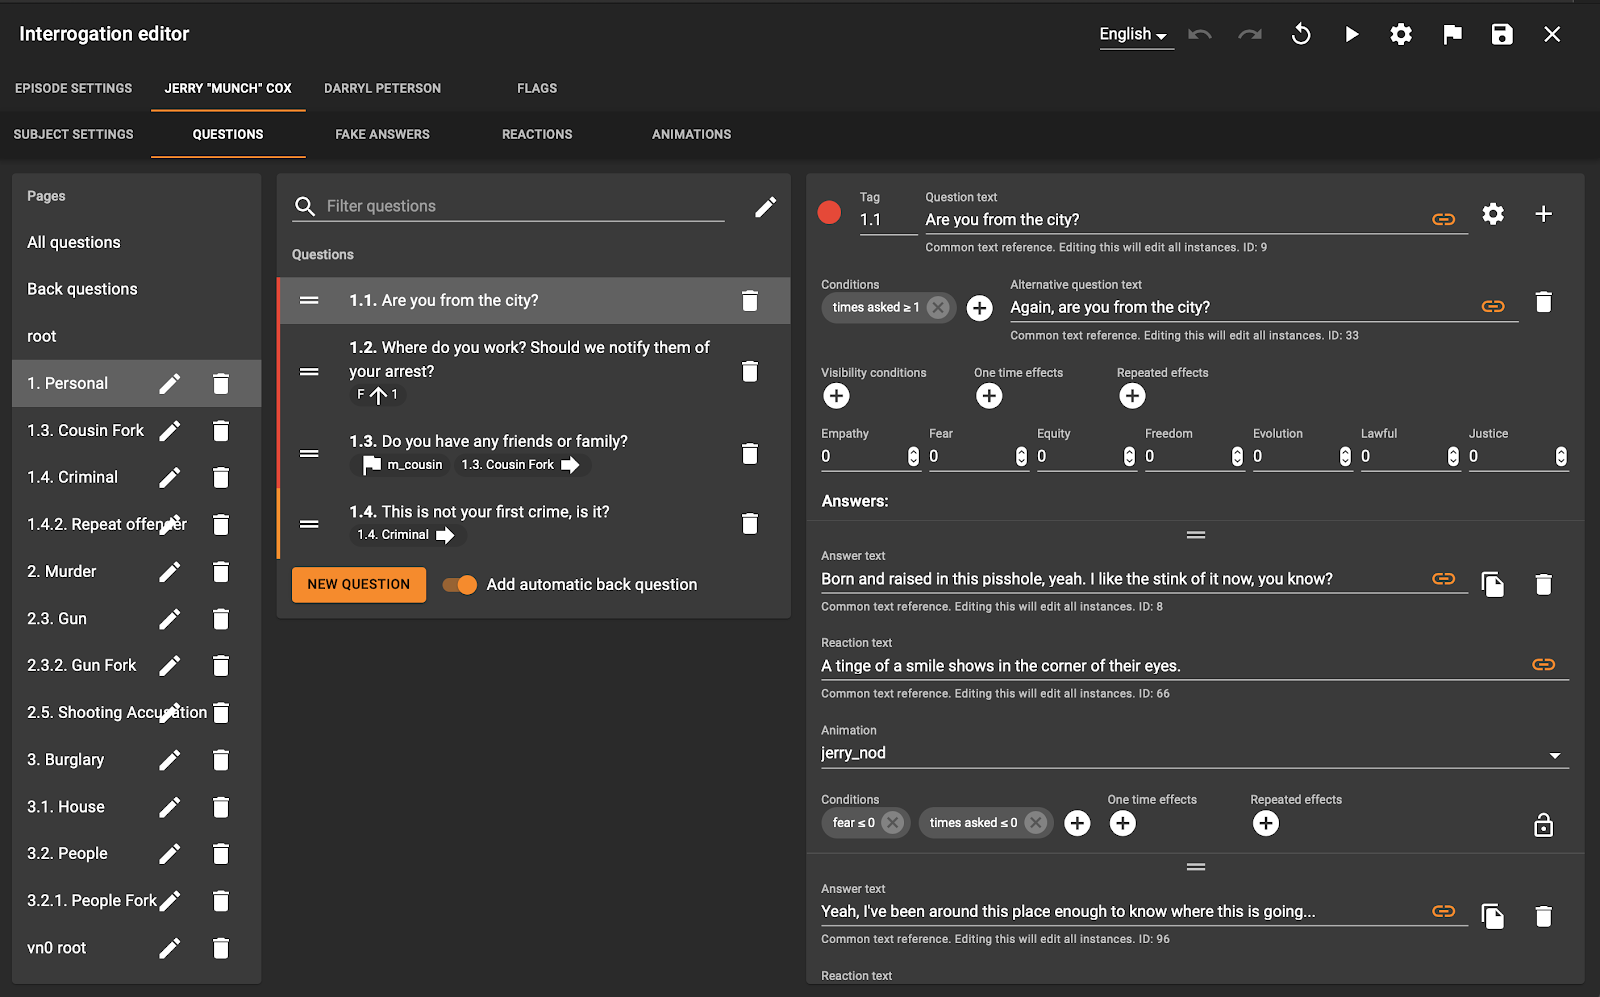 Interrogation editor
English
EPISODE SETTINGS
JERRY "MUNCH" COX
DARRYL PETERSON
FLAGS
SUBJECT SETTINGS
QUESTIONS
FAKE ANSWERS
REACTIONS
ANIMATIONS
Pages
All questions
Back questions
root
1. Personal
1.3. Cousin Fork
1.4. Criminal
1.4.2. Repeat offender
2. Murder
2.3. Gun
2.3.2. Gun Fork
2.5. Shooting Accusation
3. Burglary
3.1. House
3.2. People
3.2.1. People Fork
vn0 root
Filter questions
Questions
1.1. Are you from the city?
1.2. Where do you work? Should we notify them of
your arrest?
F 1
1.3. Do you have any friends or family?
m_cousin 1.3. Cousin Fork
1.4. This is not your first crime, is it?
1.4. Criminal
NEW QUESTION
Add automatic back question
Tag
1.1
Question text
Are you from the city?
Common text reference. Editing this will edit all instances. ID: 9
Conditions
times asked ≥ 1
Alternative question text
Again, are you from the city?
Common text reference. Editing this will edit all instances. ID: 33
Visibility conditions
One time effects
Repeated effects
Empathy
0
Fear
0
Equity
0
Freedom
0
Evolution
0
Lawful
0
Justice
0
Answers:
Answer text
Born and raised in this pisshole, yeah. I like the stink of it now, you know?
Common text reference. Editing this will edit all instances. ID: 8
Reaction text
A tinge of a smile shows in the corner of their eyes.
Common text reference. Editing this will edit all instances. ID: 66
Animation
jerry_nod
Conditions
fear ≤ 0
times asked ≤ 0
One time effects
Repeated effects
Answer text
Yeah, I've been around this place enough to know where this is going...
Common text reference. Editing this will edit all instances. ID: 96
Reaction text